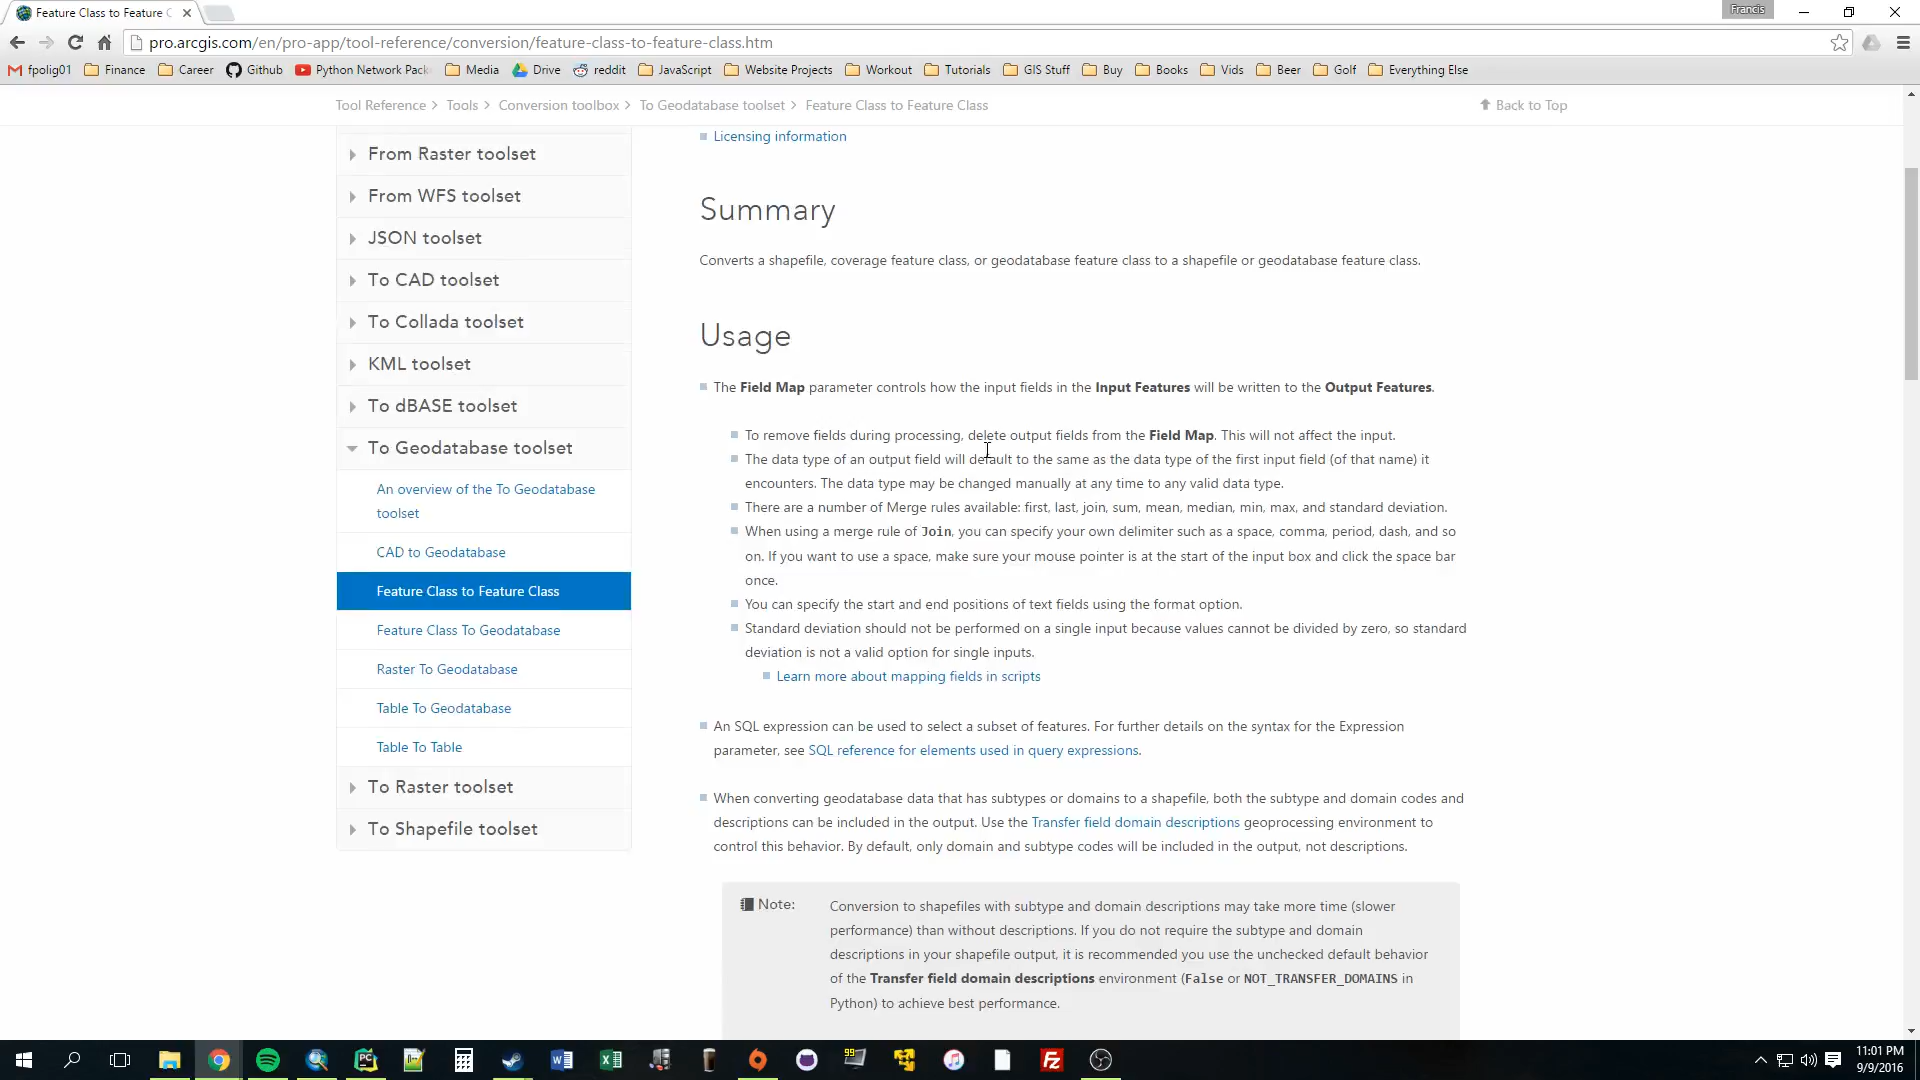 Feature Class to Feature C
Francis
pro.arcgis.com/en/pro-app/tool-reference/conversion/feature-class-to-feature-class.htm
fpolig01 Finance Career Github Python Network Pack Media Drive reddit JavaScript Website Projects Workout Tutorials GIS Stuff Buy Books Vids Beer Golf Everything Else
Tool Reference > Tools > Conversion toolbox > To Geodatabase toolset > Feature Class to Feature Class
Back to Top
From Raster toolset
From WFS toolset
JSON toolset
To CAD toolset
To Collada toolset
KML toolset
To dBASE toolset
To Geodatabase toolset
An overview of the To Geodatabase
toolset
CAD to Geodatabase
Feature Class to Feature Class
Feature Class To Geodatabase
Raster To Geodatabase
Table To Geodatabase
Table To Table
To Raster toolset
To Shapefile toolset
Licensing information
Summary
Converts a shapefile, coverage feature class, or geodatabase feature class to a shapefile or geodatabase feature class.
Usage
The Field Map parameter controls how the input fields in the Input Features will be written to the Output Features.
To remove fields during processing, delete output fields from the Field Map. This will not affect the input.
The data type of an output field will default to the same as the data type of the first input field (of that name) it
encounters. The data type may be changed manually at any time to any valid data type.
There are a number of Merge rules available: first, last, join, sum, mean, median, min, max, and standard deviation.
When using a merge rule of Join, you can specify your own delimiter such as a space, comma, period, dash, and so
on. If you want to use a space, make sure your mouse pointer is at the start of the input box and click the space bar
once.
You can specify the start and end positions of text fields using the format option.
Standard deviation should not be performed on a single input because values cannot be divided by zero, so standard
deviation is not a valid option for single inputs.
Learn more about mapping fields in scripts
An SQL expression can be used to select a subset of features. For further details on the syntax for the Expression
parameter, see SQL reference for elements used in query expressions.
When converting geodatabase data that has subtypes or domains to a shapefile, both the subtype and domain codes and
descriptions can be included in the output. Use the Transfer field domain descriptions geoprocessing environment to
control this behavior. By default, only domain and subtype codes will be included in the output, not descriptions.
Note:
Conversion to shapefiles with subtype and domain descriptions may take more time (slower
performance) than without descriptions. If you do not require the subtype and domain
descriptions in your shapefile output, it is recommended you use the unchecked default behavior
of the Transfer field domain descriptions environment (False or NOT_TRANSFER_DOMAINS in
Python) to achieve best performance.
11:01 PM
9/9/2016